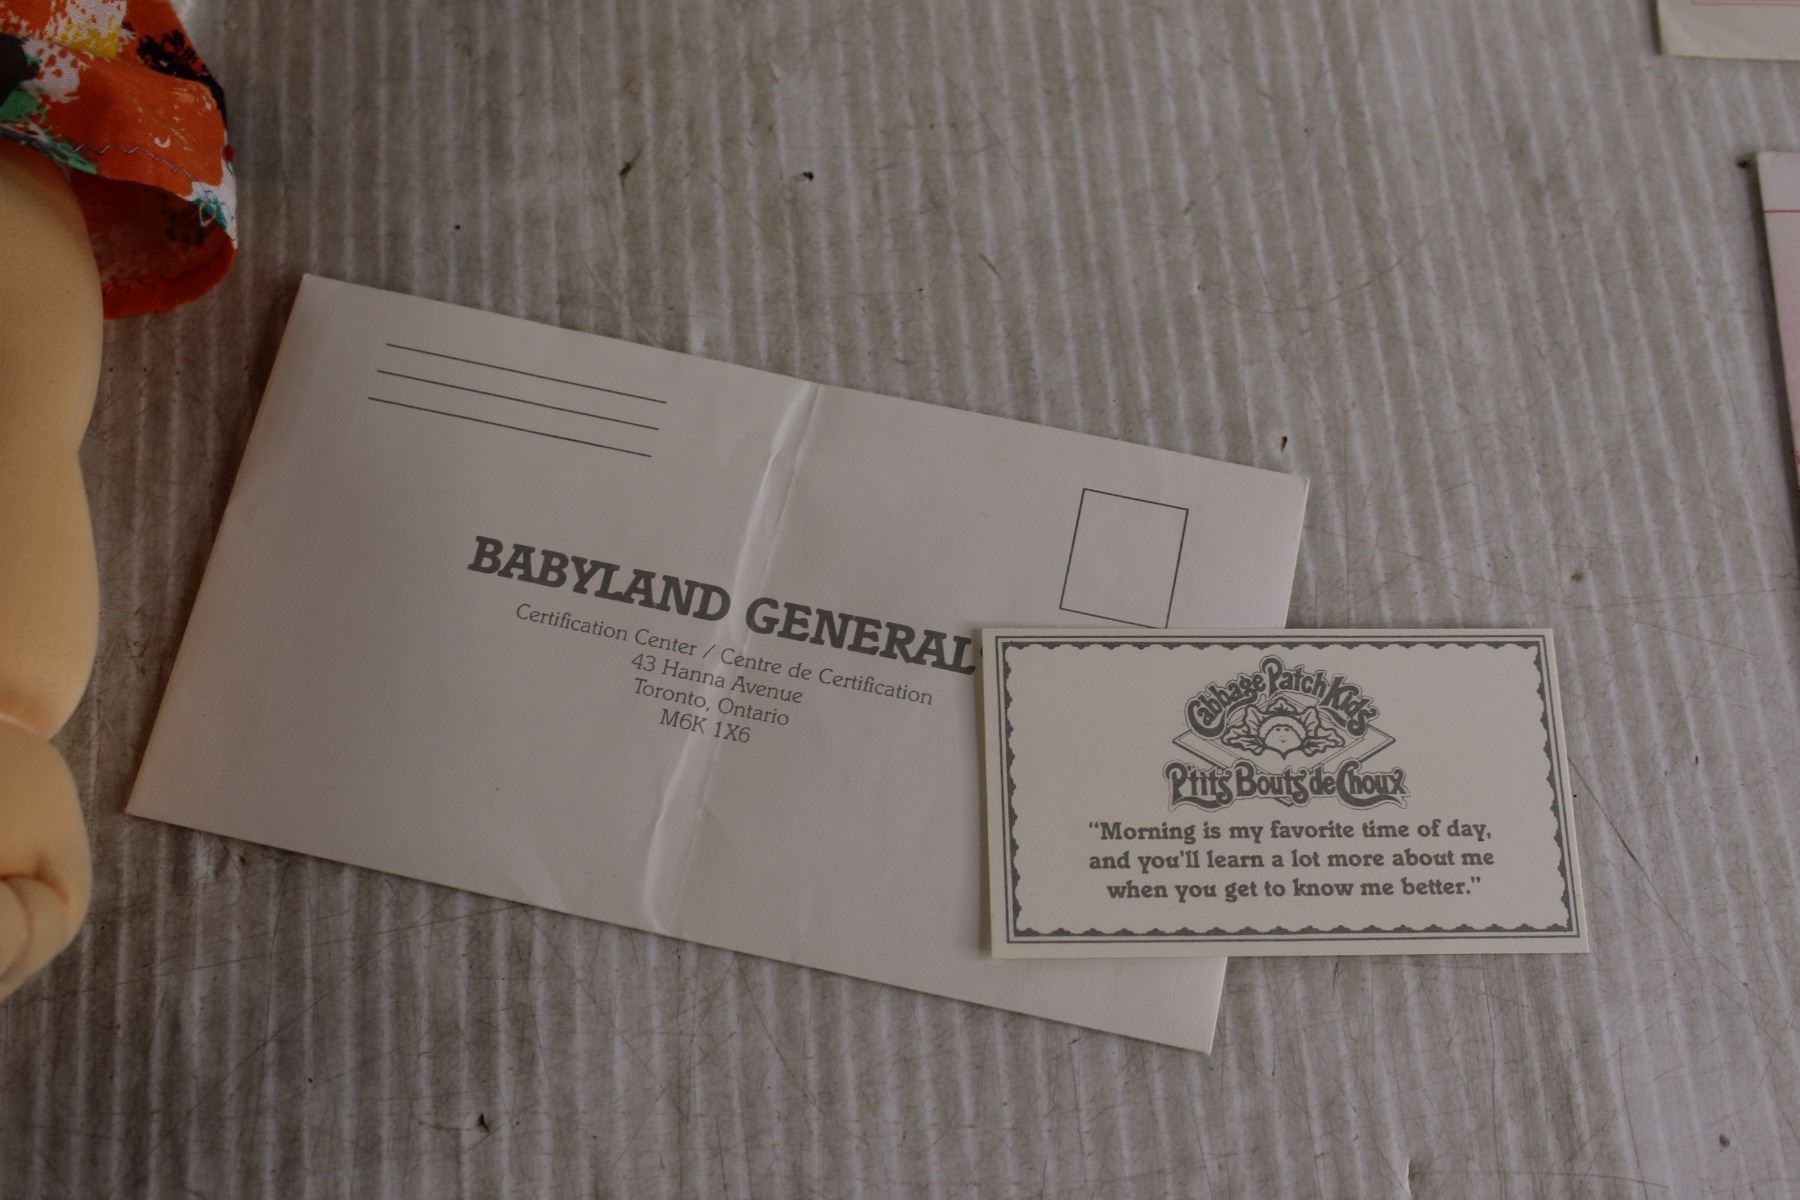 BABYLAND GENERAL
Certification Center / Centre de Certification
43 Hanna Avenue
Toronto, Ontario
M6K 1X6
Cabbage Patch Kids
P'tits Bouts de Choux
“Morning is my favorite time of day,
and you'll learn a lot more about me
when you get to know me better.”